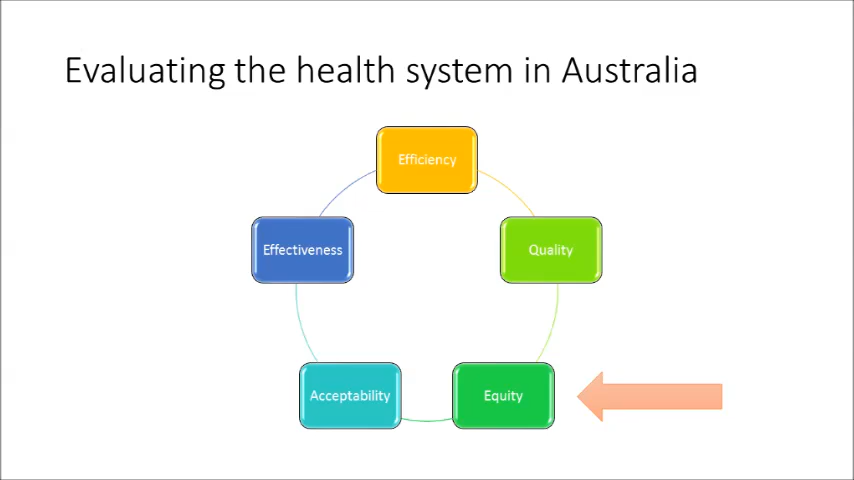 Evaluating the health system in Australia
Efficiency
Effectiveness
Quality
Acceptability
Equity